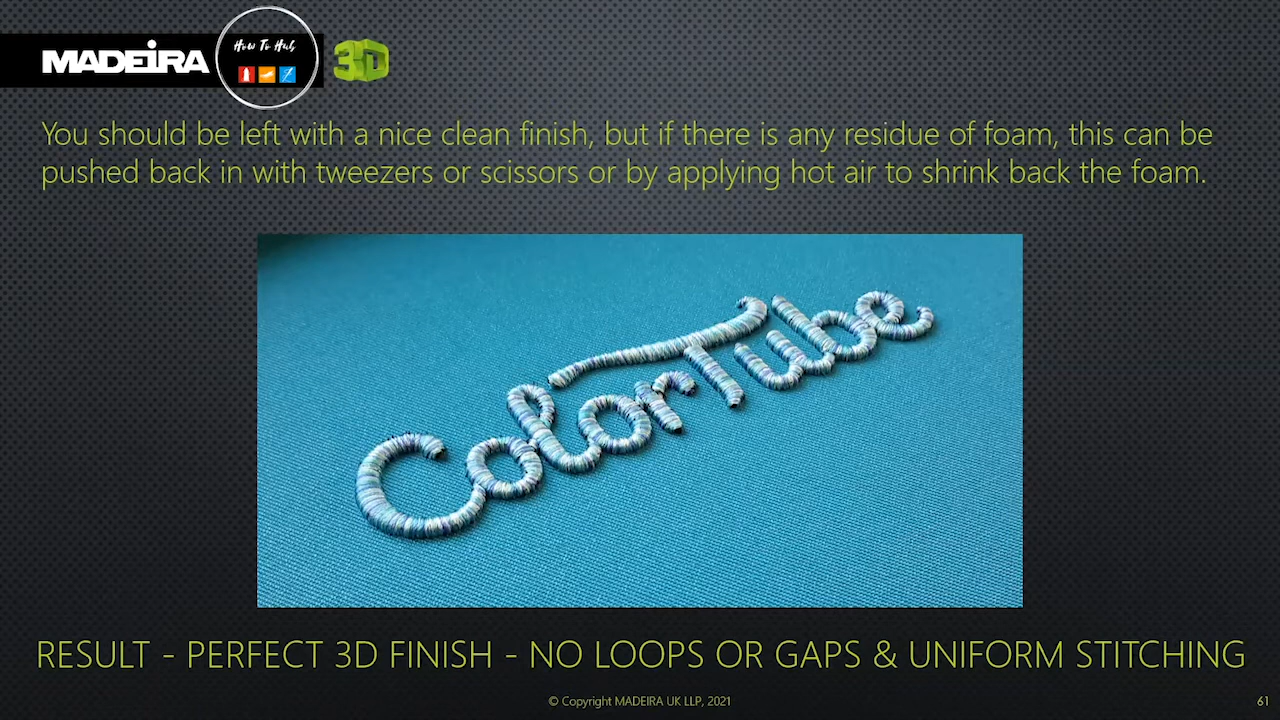 MADEIRA
How To Hub
3D
You should be left with a nice clean finish, but if there is any residue of foam, this can be
pushed back in with tweezers or scissors or by applying hot air to shrink back the foam.
ColorTube
RESULT - PERFECT 3D FINISH - NO LOOPS OR GAPS & UNIFORM STITCHING
© Copyright MADEIRA UK LLP, 2021
61